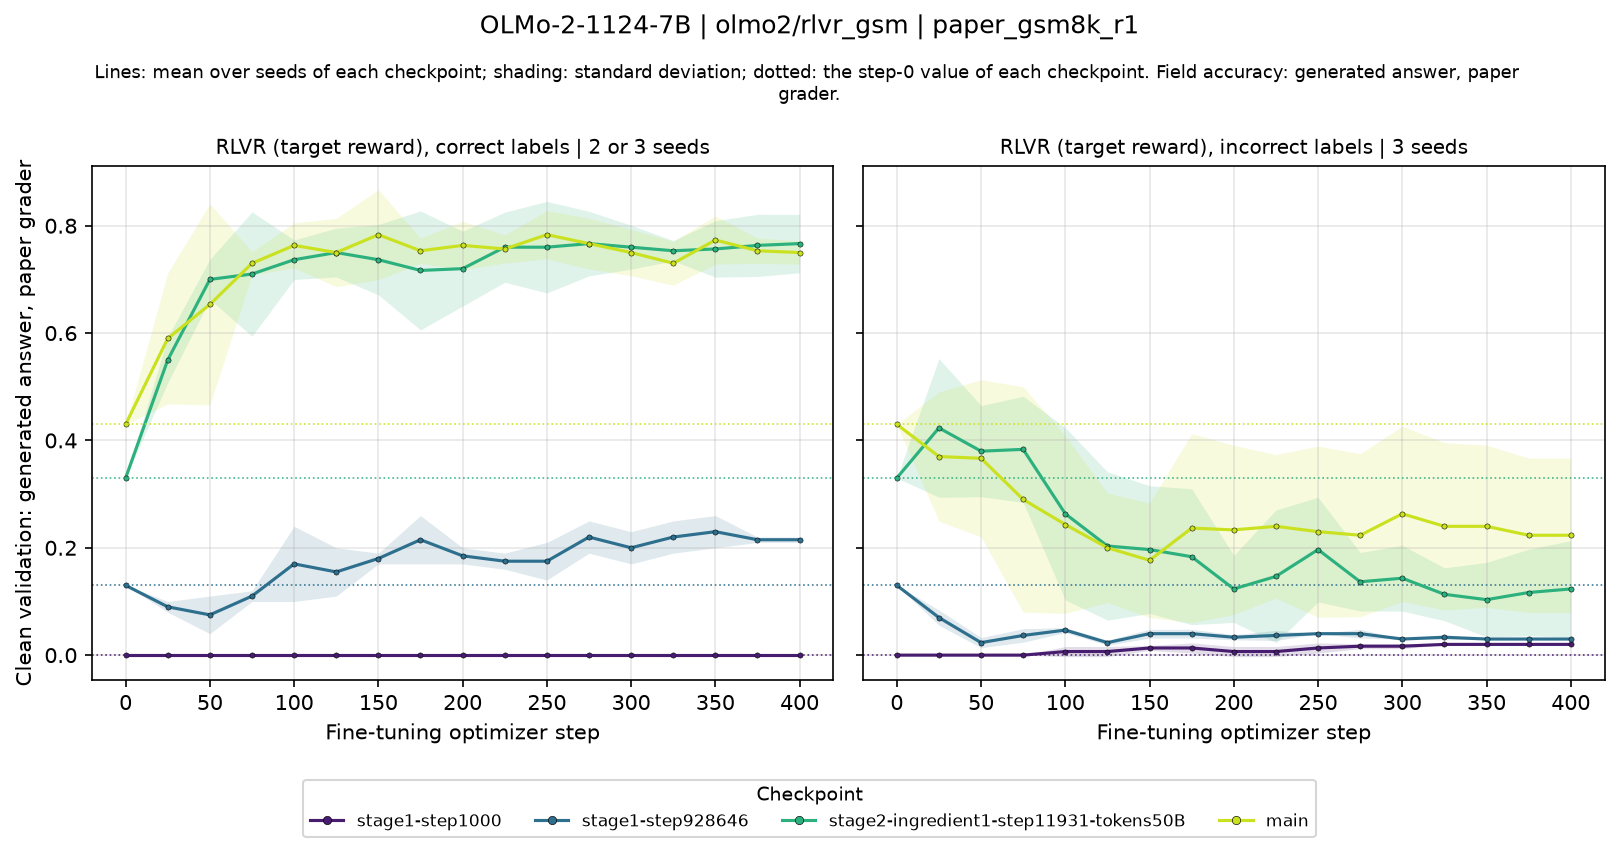 OLMo-2-1124-7B | olmo2/rlvr_gsm | paper_gsm8k_r1
Lines: mean over seeds of each checkpoint; shading: standard deviation; dotted: the step-0 value of each checkpoint. Field accuracy: generated answer, paper
grader.
RLVR (target reward), correct labels | 2 or 3 seeds
RLVR (target reward), incorrect labels | 3 seeds
Clean validation: generated answer, paper grader
0.8
0.6
0.4
0.2
0.0
0 50 100 150 200 250 300 350 400
0 50 100 150 200 250 300 350 400
Fine-tuning optimizer step
Fine-tuning optimizer step
Checkpoint
stage1-step1000 stage1-step928646 stage2-ingredient1-step11931-tokens50B main